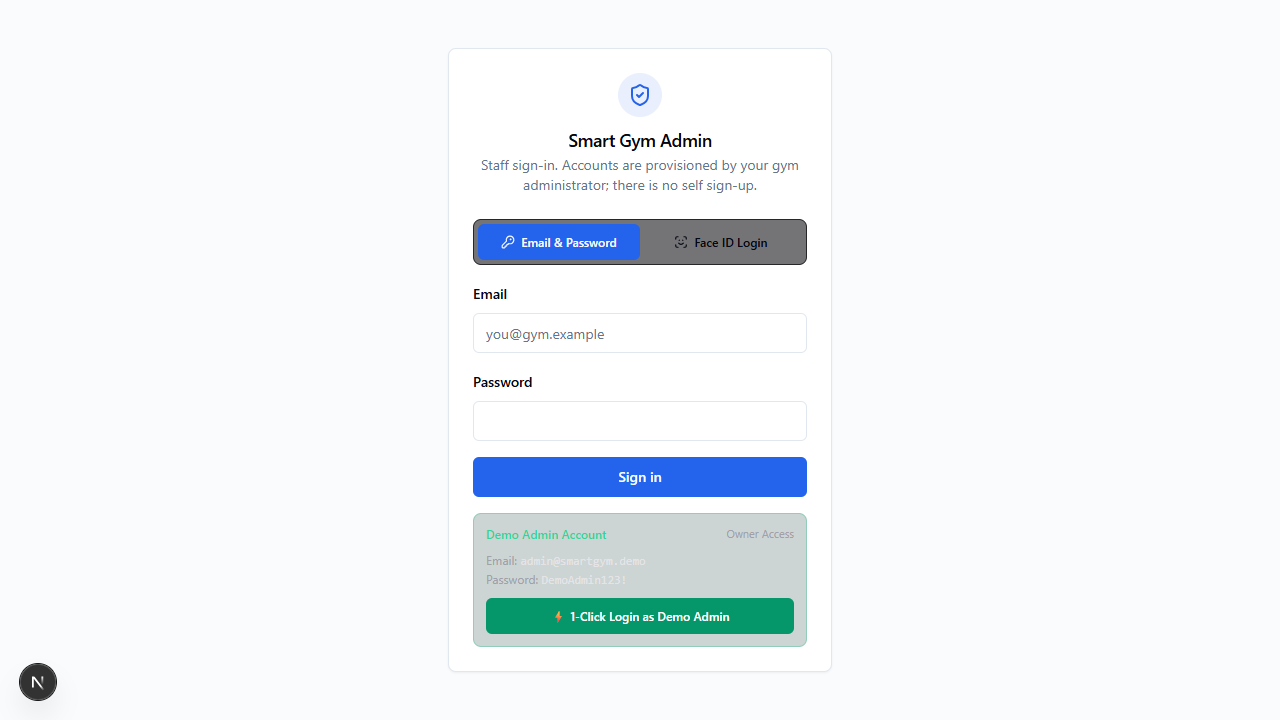 Smart Gym Admin
Staff sign-in. Accounts are provisioned by your gym
administrator; there is no self sign-up.
Email & Password
Face ID Login
Email
you@gym.example
Password
Sign in
Demo Admin Account
Owner Access
Email: admin@smartgym.demo
Password: DemoAdmin123!
1-Click Login as Demo Admin
N